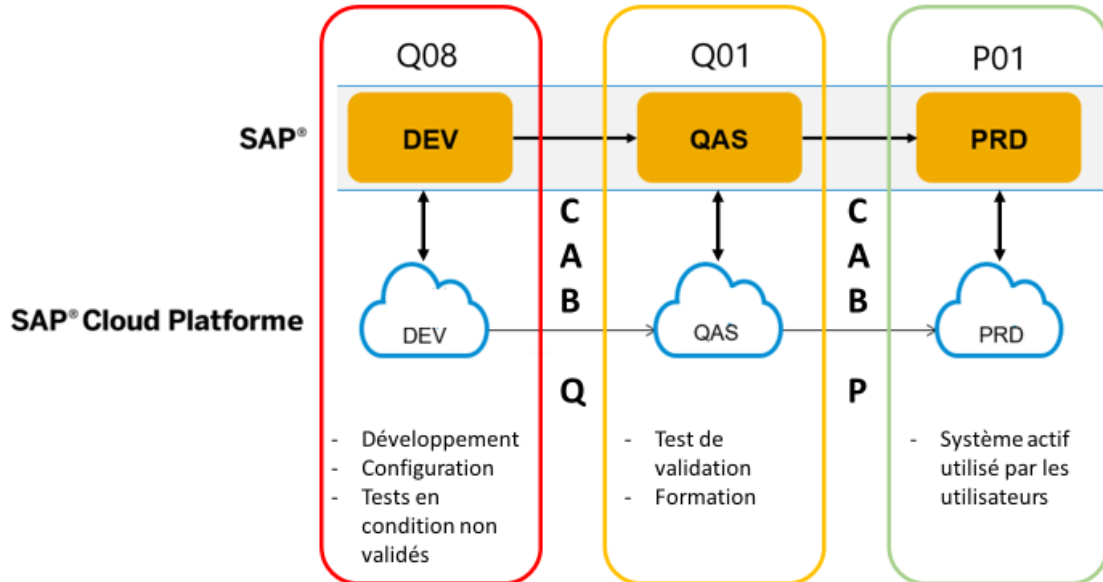 Q08
Q01
P01
SAP®
DEV
QAS
PRD
C
A
B
Q
C
A
B
P
SAP® Cloud Platforme
DEV
QAS
PRD
- Développement
- Configuration
- Tests en
condition non
validés
- Test de
validation
- Formation
- Système actif
utilisé par les
utilisateurs